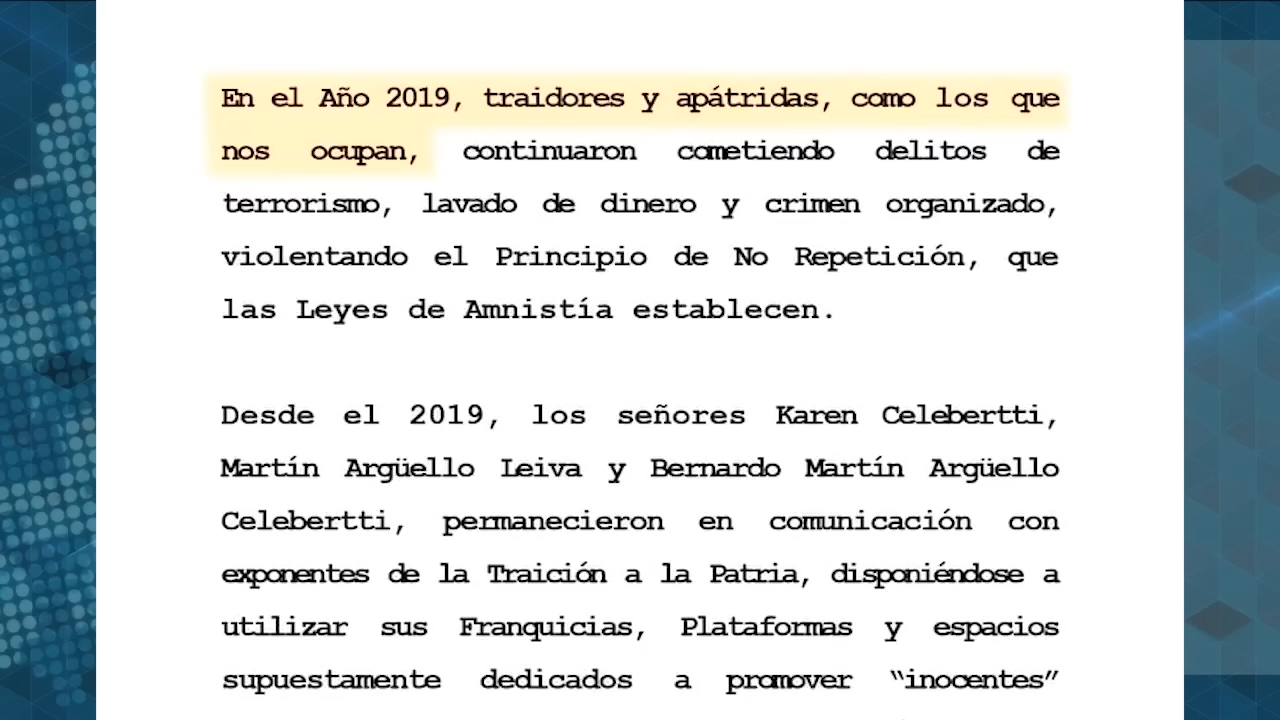 En el Año 2019, traidores y apátridas, como los que
nos ocupan, continuaron cometiendo delitos de
terrorismo, lavado de dinero y crimen organizado,
violentando el Principio de No Repetición, que
las Leyes de Amnistía establecen.
Desde el 2019, los señores Karen Celebertti,
Martín Argüello Leiva y Bernardo Martín Argüello
Celebertti, permanecieron en comunicación con
exponentes de la Traición a la Patria, disponiéndose a
utilizar sus Franquicias, Plataformas y espacios
supuestamente dedicados a promover “inocentes”